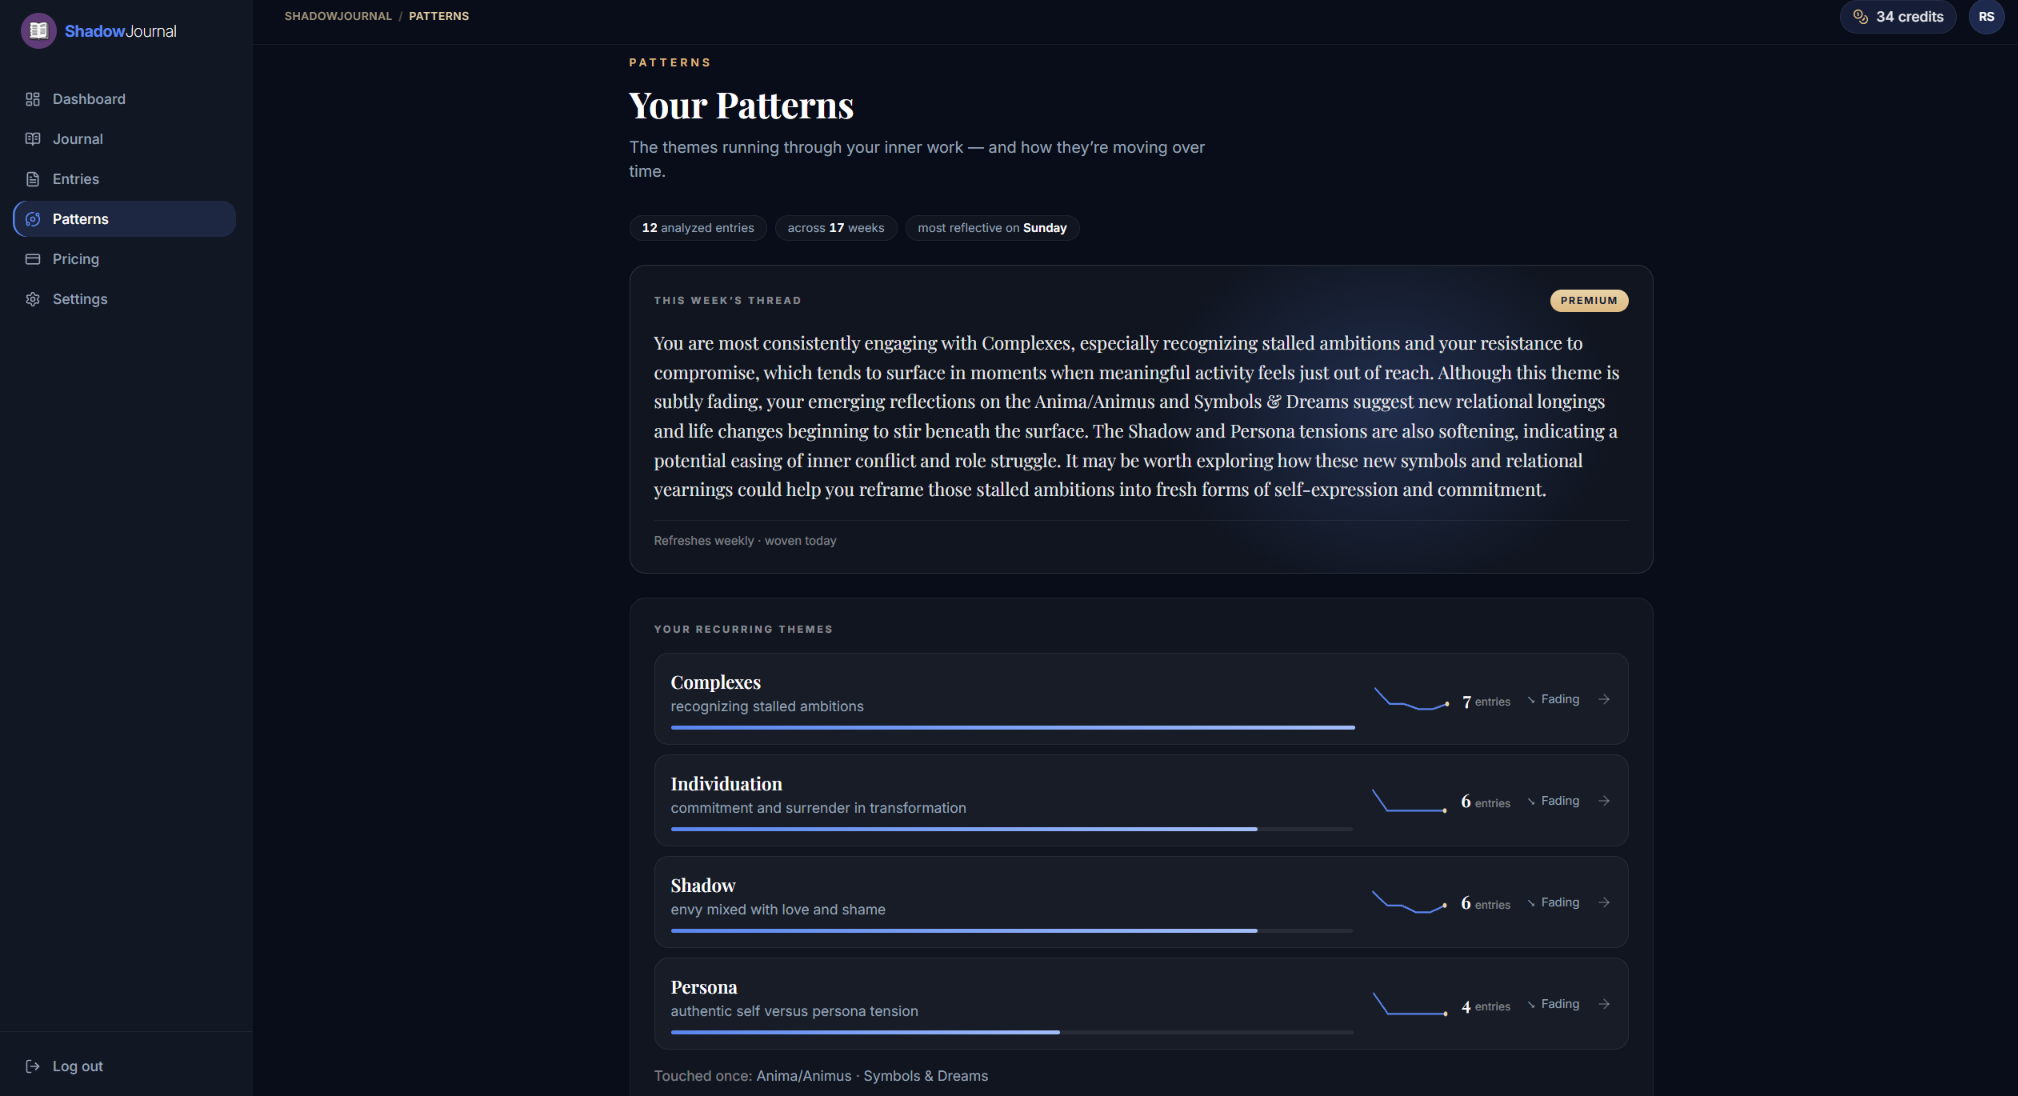 ShadowJournal
Dashboard
Journal
Entries
Patterns
Pricing
Settings
Log out
SHADOWJOURNAL / PATTERNS
34 credits
RS
PATTERNS
Your Patterns
The themes running through your inner work — and how they’re moving over
time.
12 analyzed entries
across 17 weeks
most reflective on Sunday
THIS WEEK’S THREAD
PREMIUM
You are most consistently engaging with Complexes, especially recognizing stalled ambitions and your resistance to
compromise, which tends to surface in moments when meaningful activity feels just out of reach. Although this theme is
subtly fading, your emerging reflections on the Anima/Animus and Symbols & Dreams suggest new relational longings
and life changes beginning to stir beneath the surface. The Shadow and Persona tensions are also softening, indicating a
potential easing of inner conflict and role struggle. It may be worth exploring how these new symbols and relational
yearnings could help you reframe those stalled ambitions into fresh forms of self-expression and commitment.
Refreshes weekly · woven today
YOUR RECURRING THEMES
Complexes
recognizing stalled ambitions
7 entries ↘ Fading →
Individuation
commitment and surrender in transformation
6 entries ↘ Fading →
Shadow
envy mixed with love and shame
6 entries ↘ Fading →
Persona
authentic self versus persona tension
4 entries ↘ Fading →
Touched once: Anima/Animus · Symbols & Dreams